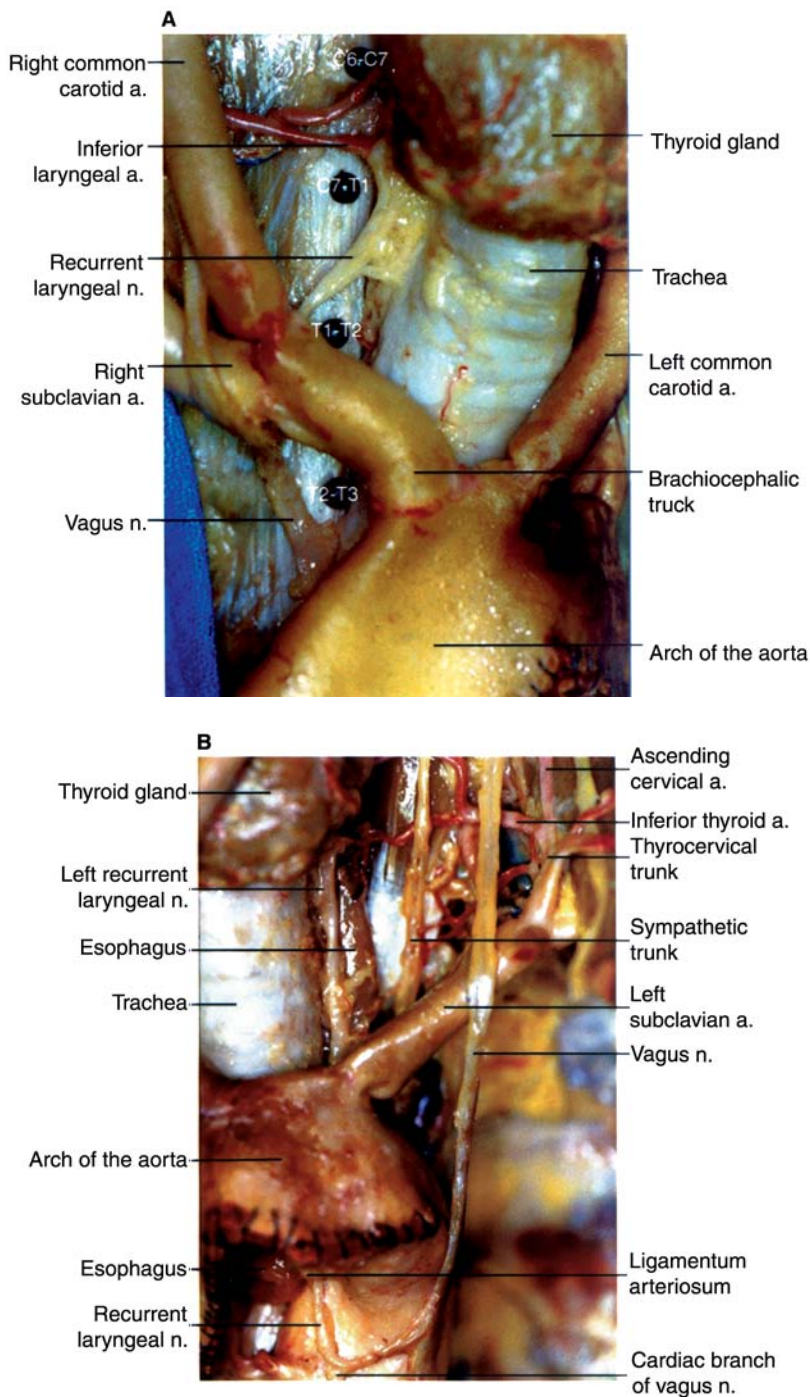 A
Right common
carotid a.
C6-C7
Inferior
laryngeal a.
Thyroid gland
C7-T1
Recurrent
laryngeal n.
Trachea
T1-T2
Right
subclavian a.
Left common
carotid a.
T2-T3
Vagus n.
Brachiocephalic
truck
Arch of the aorta
B
Thyroid gland
Left recurrent
laryngeal n.
Esophagus
Trachea
Arch of the aorta
Esophagus
Recurrent
laryngeal n.
Ascending
cervical a.
Inferior thyroid a.
Thyrocervical
trunk
Sympathetic
trunk
Left
subclavian a.
Vagus n.
Ligamentum
arteriosum
Cardiac branch
of vagus n.